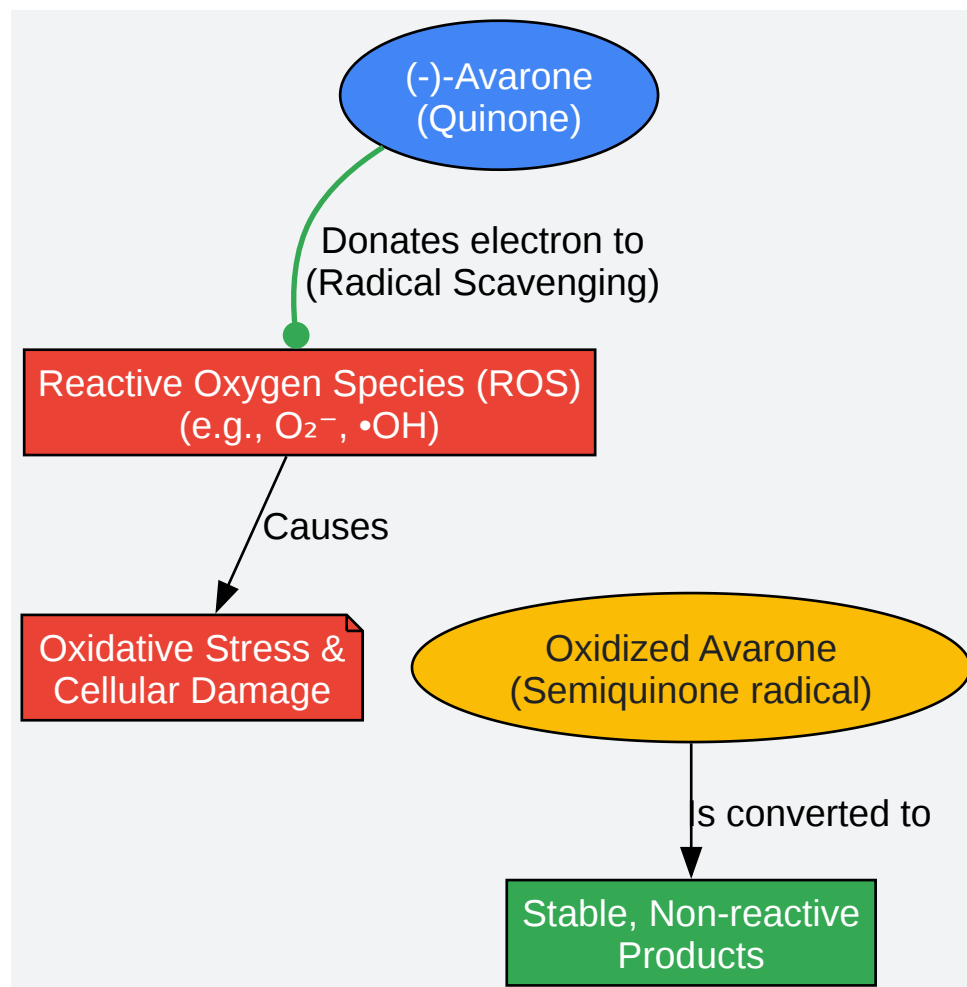 (-)-Avarone
(Quinone)
Donates electron to
(Radical Scavenging)
Reactive Oxygen Species (ROS)
(e.g., O₂⁻, •OH)
Causes
Oxidative Stress &
Cellular Damage
Oxidized Avarone
(Semiquinone radical)
Is converted to
Stable, Non-reactive
Products